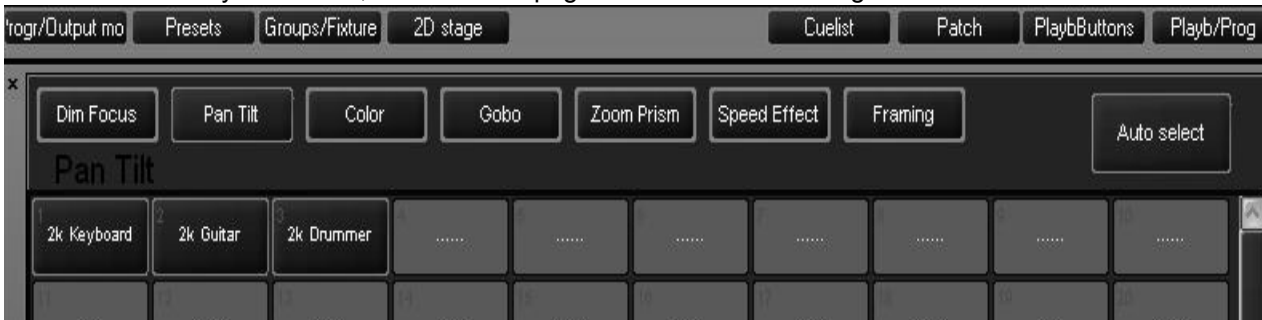 rogr/Output mo Presets Groups/Fixture 2D stage Cuelist Patch PlaybButtons Playb/Prog
x
Dim Focus Pan Tilt Color Gobo Zoom Prism Speed Effect Framing Auto select
Pan Tilt
1 2 3 4 5 6 7 8 9 10
2k Keyboard 2k Guitar 2k Drummer ...... ...... ...... ...... ...... ...... ......
11 12 13 14 15 16 17 18 19 20